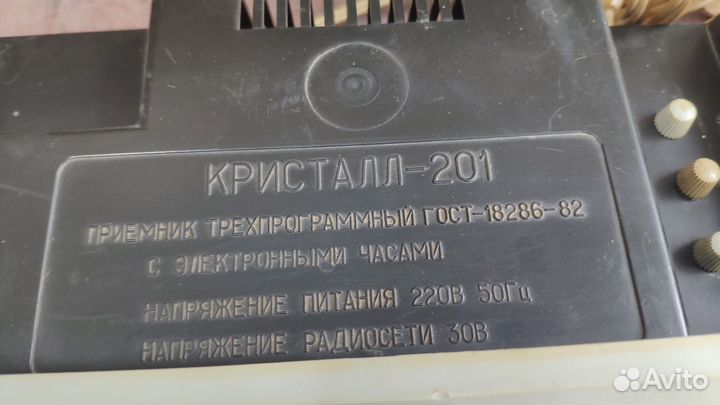 КРИСТАЛЛ-201
ПРИЕМНИК ТРЕХПРОГРАММНЫЙ ГОСТ-18286-82
С ЭЛЕКТРОННЫМИ ЧАСАМИ
НАПРЯЖЕНИЕ ПИТАНИЯ 220В 50Гц
НАПРЯЖЕНИЕ РАДИОСЕТИ 30В
Avito